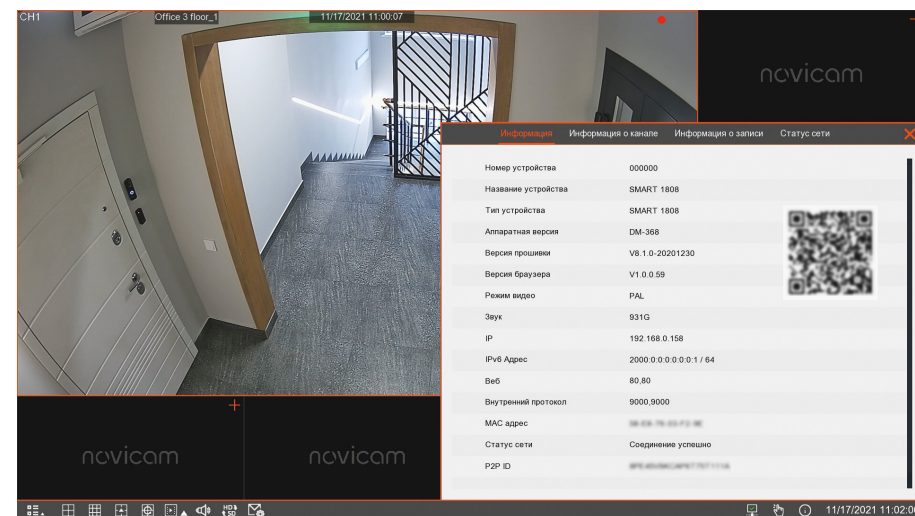 CH1 Office 3 floor_1 11/17/2021 11:00:07
novicam
Информация Информация о канале Информация о записи Статус сети
Номер устройства 000000
Название устройства SMART 1808
Тип устройства SMART 1808
Аппаратная версия DM-368
Версия прошивки V8.1.0-20201230
Версия браузера V1.0.0.59
Режим видео PAL
Звук 931G
IP 192.168.0.158
IPv6 Адрес 2000:0:0:0:0:0:0:1 / 64
Веб 80,80
Внутренний протокол 9000,9000
MAC адрес
Статус сети Соединение успешно
P2P ID
novicam novicam
HD SD 11/17/2021 11:02:0